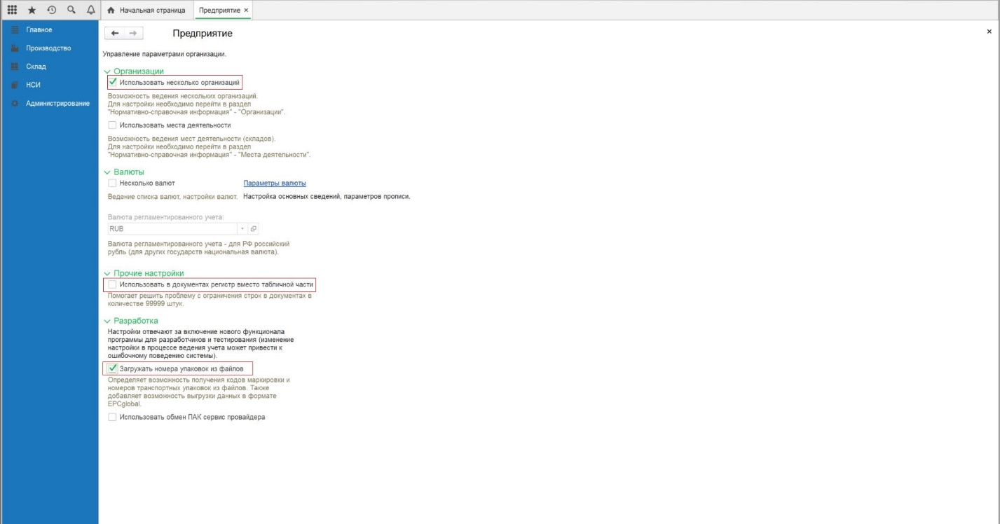 Начальная страница
Предприятие ×
Главное
Производство
Склад
НСИ
Администрирование
Предприятие
Управление параметрами организации.
Организации
Использовать несколько организаций
Возможность ведения нескольких организаций.
Для настройки необходимо перейти в раздел
"Нормативно-справочная информация" - "Организации".
Использовать места деятельности
Возможность ведения мест деятельности (складов).
Для настройки необходимо перейти в раздел
"Нормативно-справочная информация" - "Места деятельности".
Валюты
Несколько валют Параметры валюты
Ведение списка валют, настройки валют. Настройка основных сведений, параметров прописи.
Валюта регламентированного учета:
RUB
Валюта регламентированного учета - для РФ российский
рубль (для других государств национальная валюта).
Прочие настройки
Использовать в документах регистр вместо табличной части
Помогает решить проблему с ограничения строк в документах в
количестве 99999 штук.
Разработка
Настройки отвечают за включение нового функционала
программы для разработчиков и тестирования (изменение
настройки в процессе ведения учета может привести к
ошибочному поведению системы).
Загружать номера упаковок из файлов
Определяет возможность получения кодов маркировки и
номеров транспортных упаковок из файлов. Также
добавляет возможность выгрузки данных в формате
EPCglobal.
Использовать обмен ПАК сервис провайдера